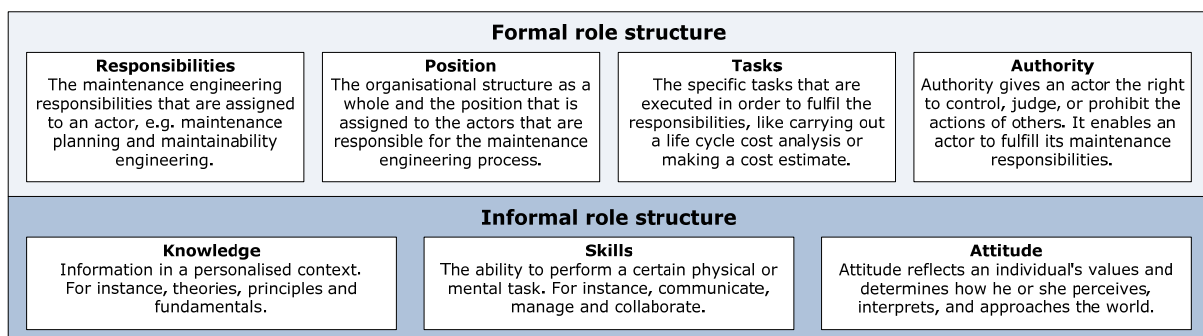 Formal role structure
Responsibilities
The maintenance engineering
responsibilities that are assigned
to an actor, e.g. maintenance
planning and maintainability
engineering.
Position
The organisational structure as a
whole and the position that is
assigned to the actors that are
responsible for the maintenance
engineering process.
Tasks
The specific tasks that are
executed in order to fulfil the
responsibilities, like carrying out
a life cycle cost analysis or
making a cost estimate.
Authority
Authority gives an actor the right
to control, judge, or prohibit the
actions of others. It enables an
actor to fulfill its maintenance
responsibilities.
Informal role structure
Knowledge
Information in a personalised context.
For instance, theories, principles and
fundamentals.
Skills
The ability to perform a certain physical or
mental task. For instance, communicate,
manage and collaborate.
Attitude
Attitude reflects an individual's values and
determines how he or she perceives,
interprets, and approaches the world.